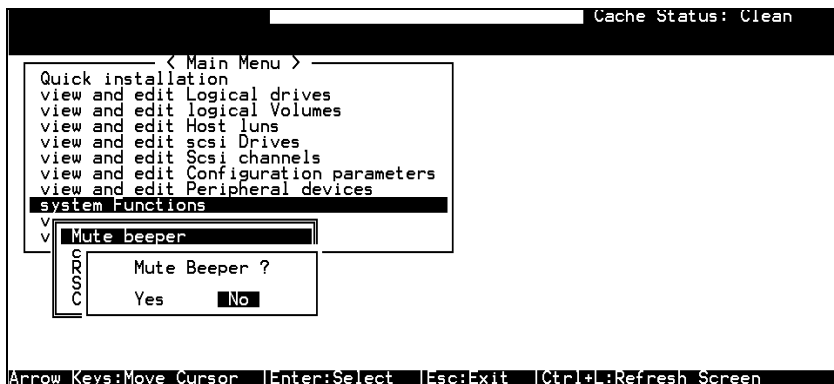 Cache Status: Clean
< Main Menu >
Quick installation
view and edit Logical drives
view and edit logical Volumes
view and edit Host luns
view and edit scsi Drives
view and edit Scsi channels
view and edit Configuration parameters
view and edit Peripheral devices
system Functions
v
v Mute beeper
c
R Mute Beeper ?
S
C Yes No
Arrow Keys:Move Cursor |Enter:Select |Esc:Exit |Ctrl+L:Refresh Screen